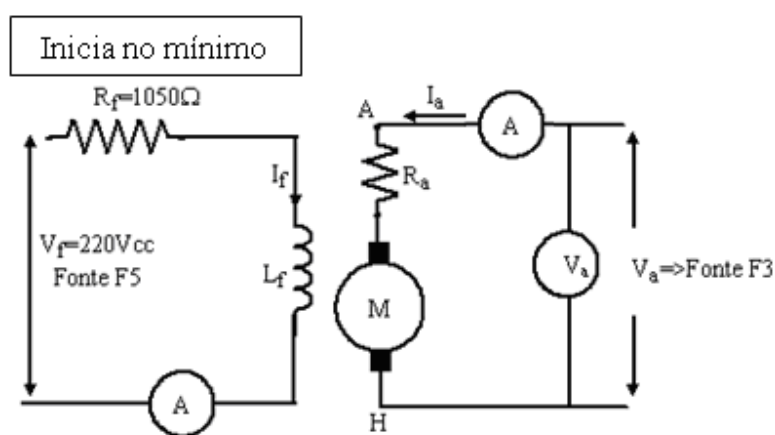 Inicia no mínimo
R_f=1050Ω
I_f
V_f=220Vcc
Fonte F5
L_f
A
A
I_a
A
R_a
M
H
V_a
V_a=>Fonte F3